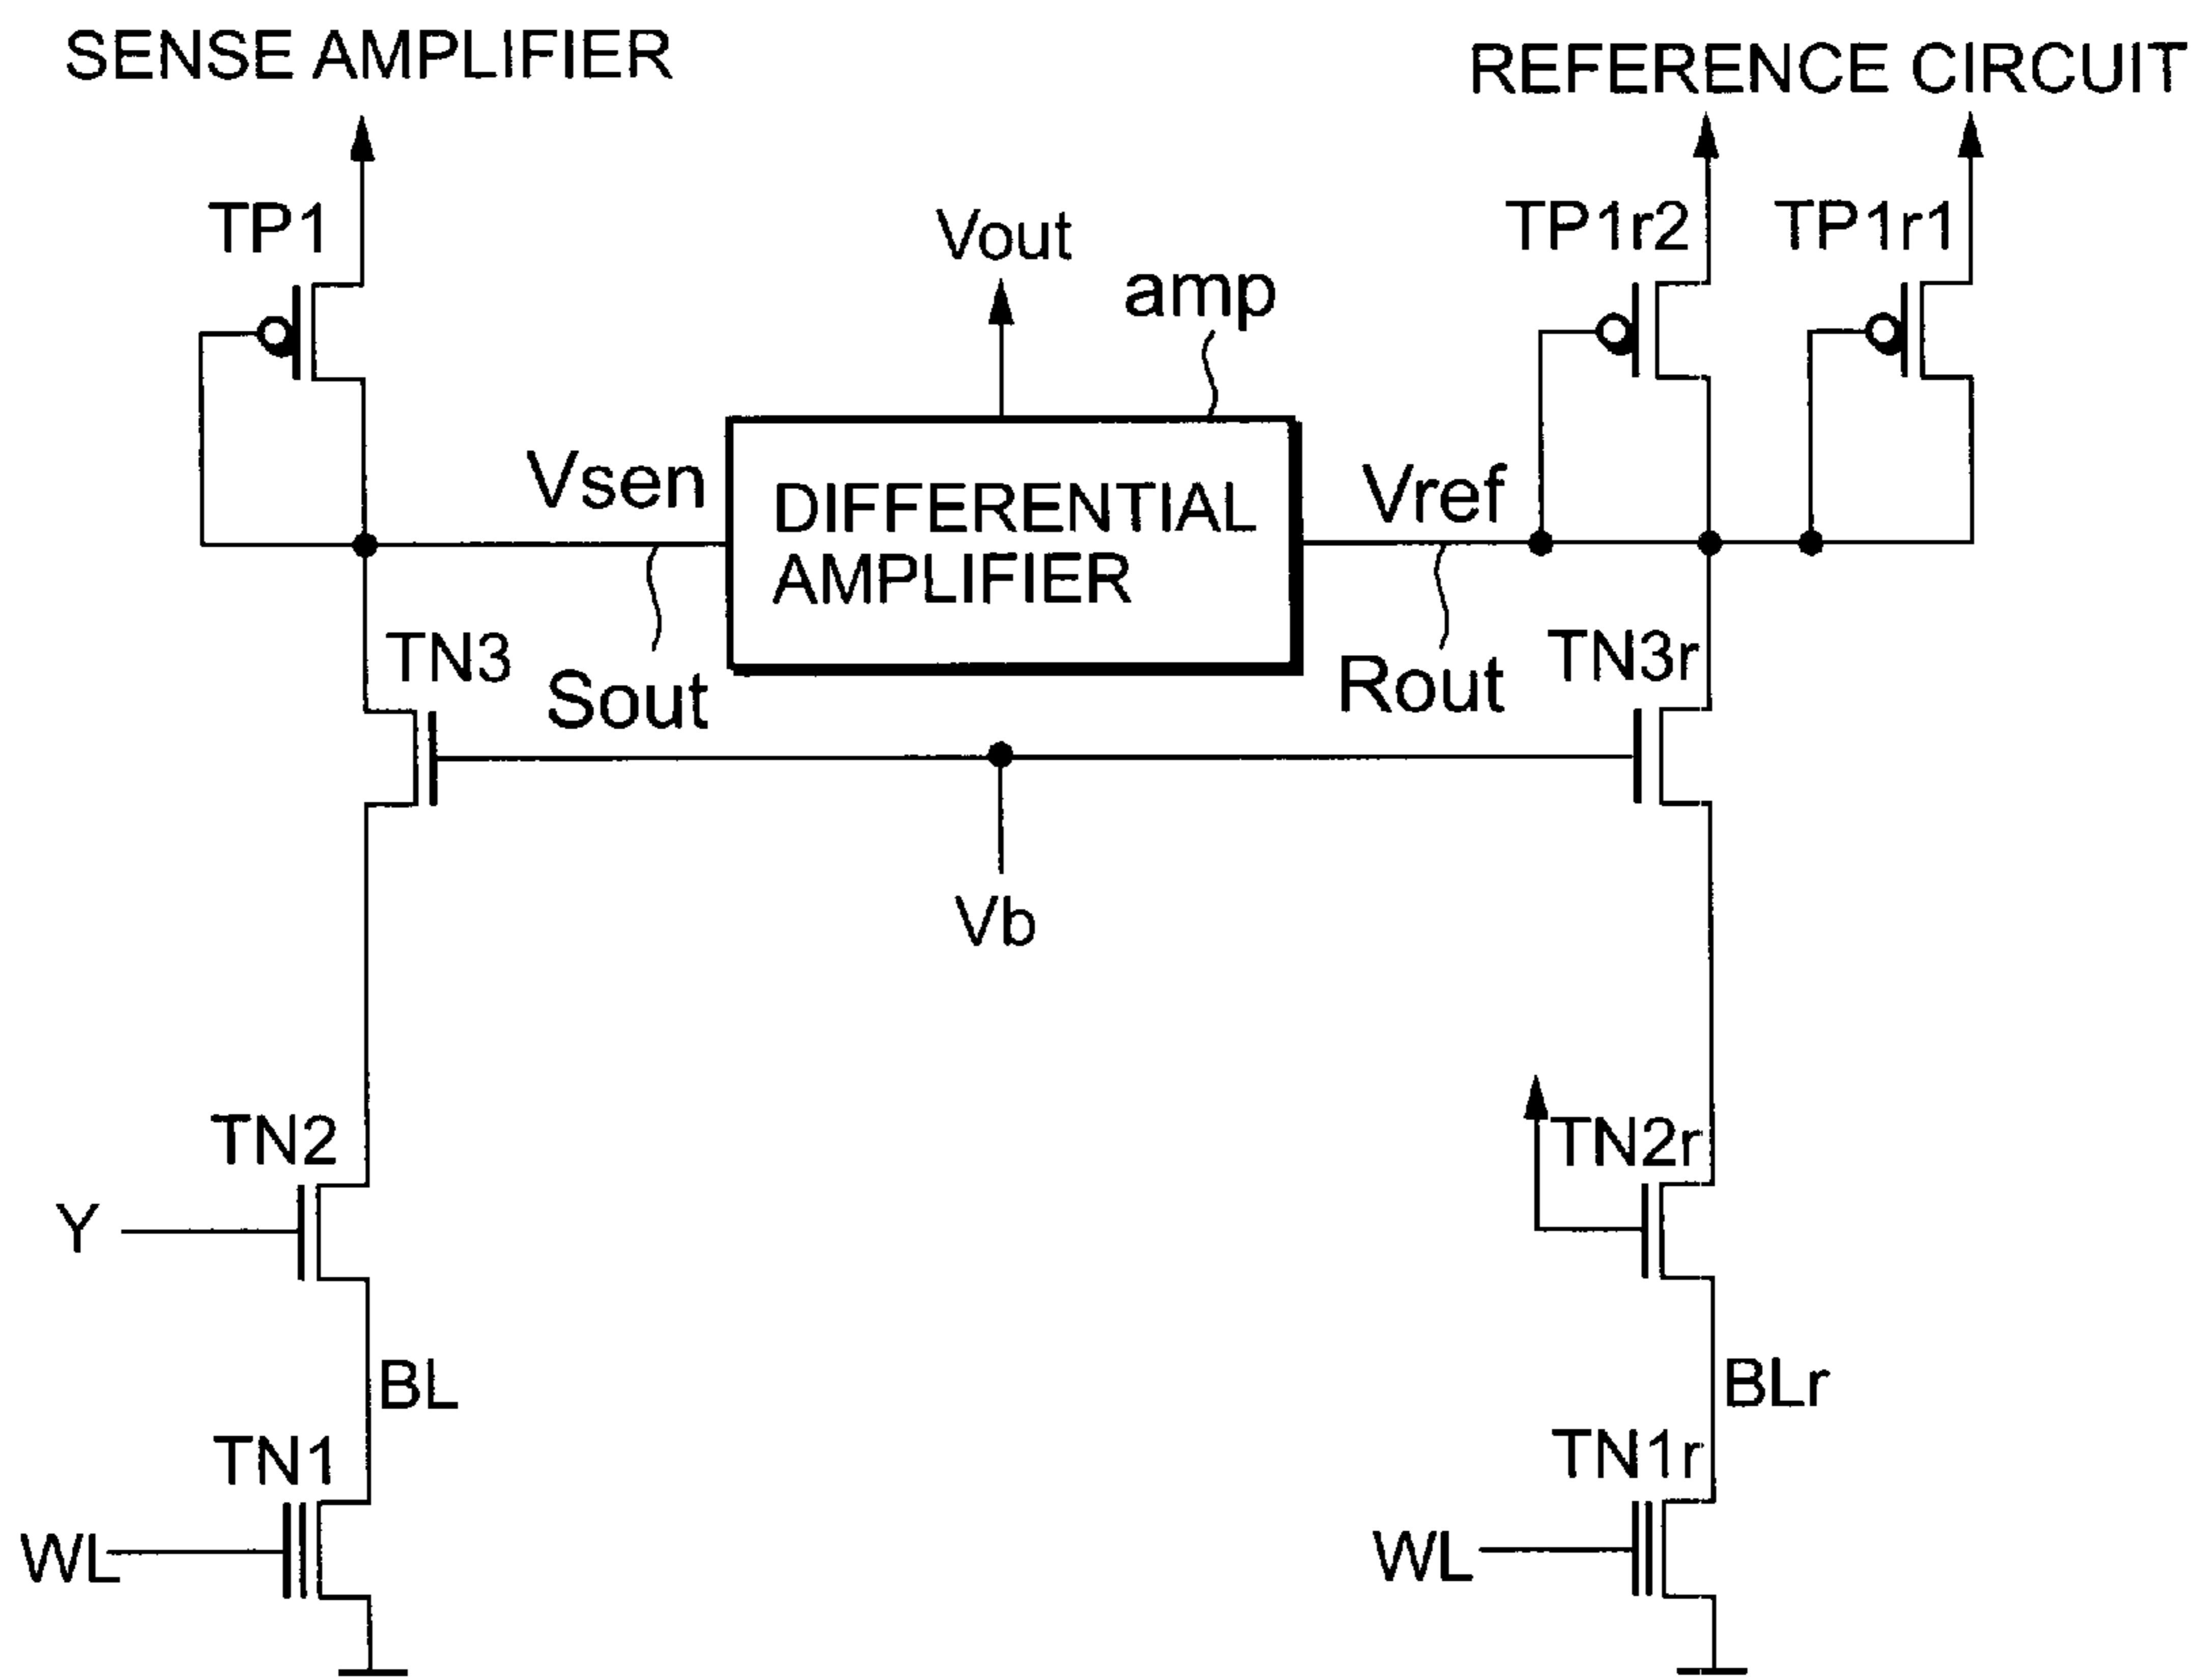 SENSE AMPLIFIER
REFERENCE CIRCUIT
TP1
Vout
amp
TP1r2
TP1r1
Vsen
DIFFERENTIAL
AMPLIFIER
Vref
TN3
Sout
Rout
TN3r
Vb
TN2
TN2r
Y
BL
BLr
TN1
TN1r
WL
WL